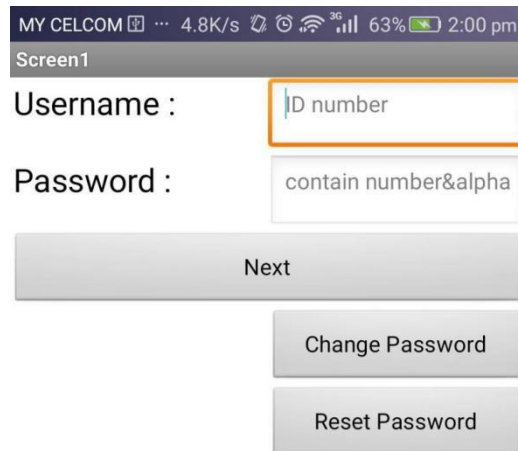 MY CELCOM ... 4.8K/s 3G 63% 2:00 pm
Screen1
Username : ID number
Password : contain number&alpha
Next
Change Password
Reset Password